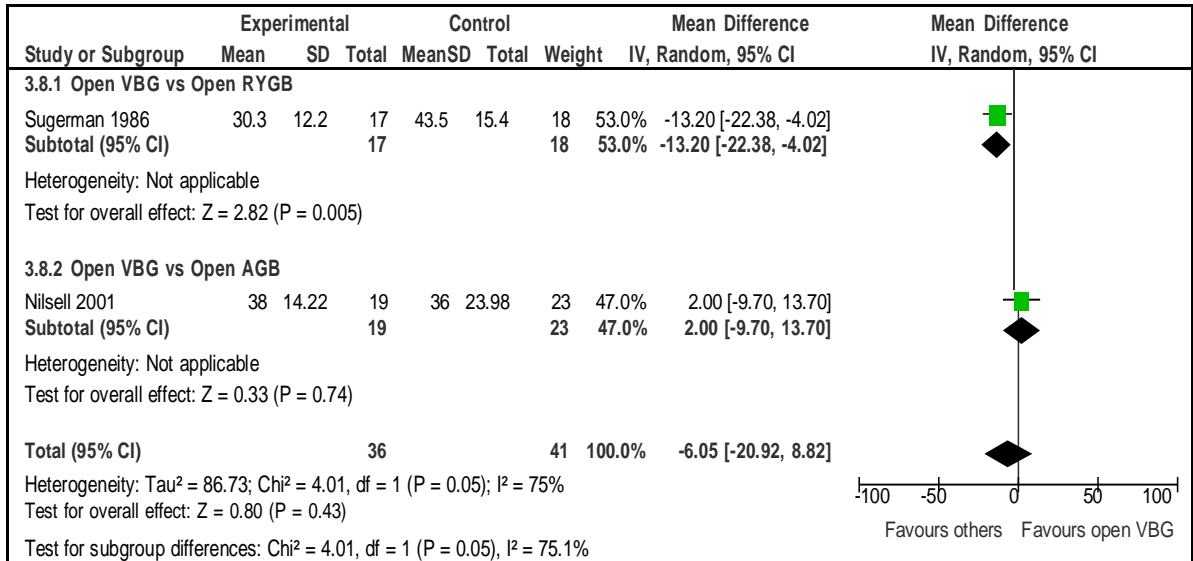 Experimental Control Mean Difference Mean Difference
Study or Subgroup Mean SD Total MeanSD Total Weight IV, Random, 95% CI IV, Random, 95% CI
3.8.1 Open VBG vs Open RYGB
Sugerman 1986 30.3 12.2 17 43.5 15.4 18 53.0% -13.20 [-22.38, -4.02]
Subtotal (95% CI) 17 18 53.0% -13.20 [-22.38, -4.02]
Heterogeneity: Not applicable
Test for overall effect: Z = 2.82 (P = 0.005)
3.8.2 Open VBG vs Open AGB
Nilsell 2001 38 14.22 19 36 23.98 23 47.0% 2.00 [-9.70, 13.70]
Subtotal (95% CI) 19 23 47.0% 2.00 [-9.70, 13.70]
Heterogeneity: Not applicable
Test for overall effect: Z = 0.33 (P = 0.74)
Total (95% CI) 36 41 100.0% -6.05 [-20.92, 8.82]
Heterogeneity: Tau² = 86.73; Chi² = 4.01, df = 1 (P = 0.05); I² = 75%
Test for overall effect: Z = 0.80 (P = 0.43)
Test for subgroup differences: Chi² = 4.01, df = 1 (P = 0.05), I² = 75.1%
-100 -50 0 50 100
Favours others Favours open VBG